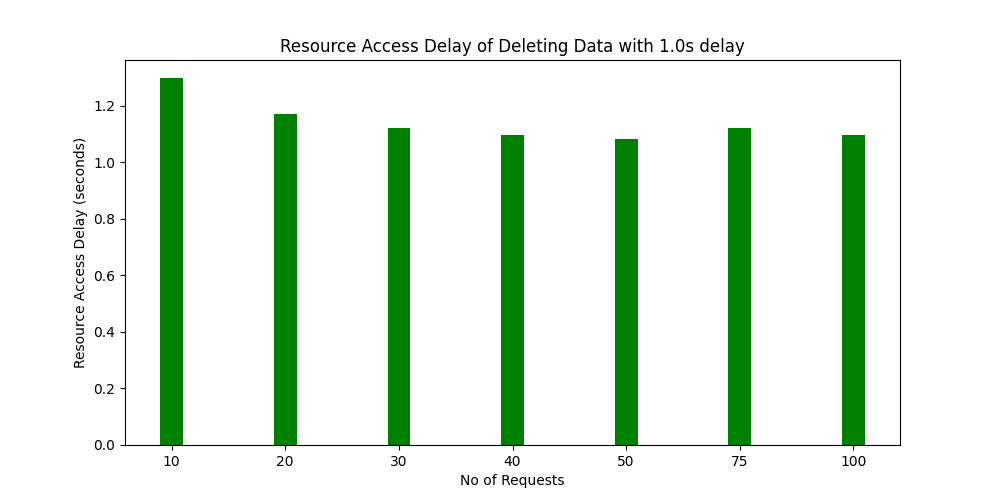 Resource Access Delay of Deleting Data with 1.0s delay
Resource Access Delay (seconds)
1.2
1.0
0.8
0.6
0.4
0.2
0.0
10 20 30 40 50 75 100
No of Requests